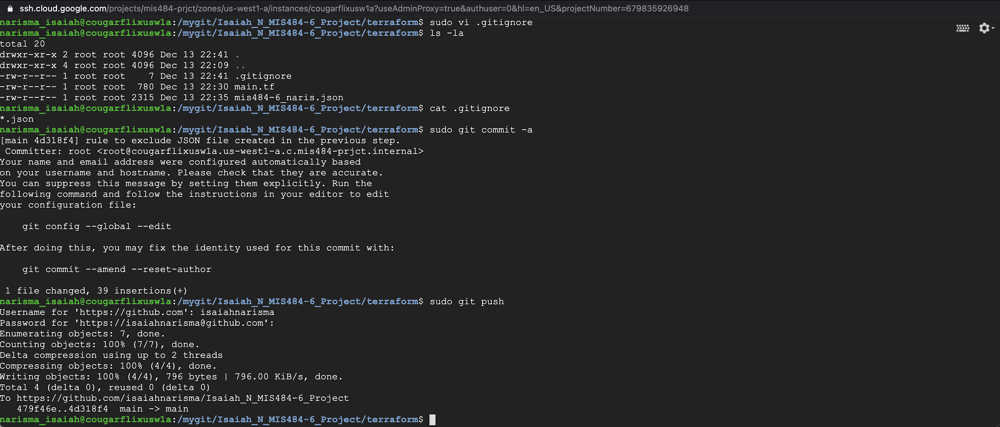 ssh.cloud.google.com/projects/mis484-prjct/zones/us-west1-a/instances/cougarflixusw1a?useAdminProxy=true&authuser=0&hl=en_US&projectNumber=679835926948
narisma_isaiah@cougarflixusw1a:/mygit/Isaiah_N_MIS484-6_Project/terraform$ sudo vi .gitignore
narisma_isaiah@cougarflixusw1a:/mygit/Isaiah_N_MIS484-6_Project/terraform$ ls -la
total 20
drwxr-xr-x 2 root root 4096 Dec 13 22:41 .
drwxr-xr-x 4 root root 4096 Dec 13 22:09 ..
-rw-r--r-- 1 root root    7 Dec 13 22:41 .gitignore
-rw-r--r-- 1 root root  780 Dec 13 22:30 main.tf
-rw-r--r-- 1 root root 2315 Dec 13 22:35 mis484-6_naris.json
narisma_isaiah@cougarflixusw1a:/mygit/Isaiah_N_MIS484-6_Project/terraform$ cat .gitignore
*.json
narisma_isaiah@cougarflixusw1a:/mygit/Isaiah_N_MIS484-6_Project/terraform$ sudo git commit -a
[main 4d318f4] rule to exclude JSON file created in the previous step.
 Committer: root <root@cougarflixusw1a.us-west1-a.c.mis484-prjct.internal>
Your name and email address were configured automatically based
on your username and hostname. Please check that they are accurate.
You can suppress this message by setting them explicitly. Run the
following command and follow the instructions in your editor to edit
your configuration file:
    git config --global --edit
After doing this, you may fix the identity used for this commit with:
    git commit --amend --reset-author
 1 file changed, 39 insertions(+)
narisma_isaiah@cougarflixusw1a:/mygit/Isaiah_N_MIS484-6_Project/terraform$ sudo git push
Username for 'https://github.com': isaiahnarisma
Password for 'https://isaiahnarisma@github.com':
Enumerating objects: 7, done.
Counting objects: 100% (7/7), done.
Delta compression using up to 2 threads
Compressing objects: 100% (4/4), done.
Writing objects: 100% (4/4), 796 bytes | 796.00 KiB/s, done.
Total 4 (delta 0), reused 0 (delta 0)
To https://github.com/isaiahnarisma/Isaiah_N_MIS484-6_Project
   479f46e..4d318f4  main -> main
narisma_isaiah@cougarflixusw1a:/mygit/Isaiah_N_MIS484-6_Project/terraform$